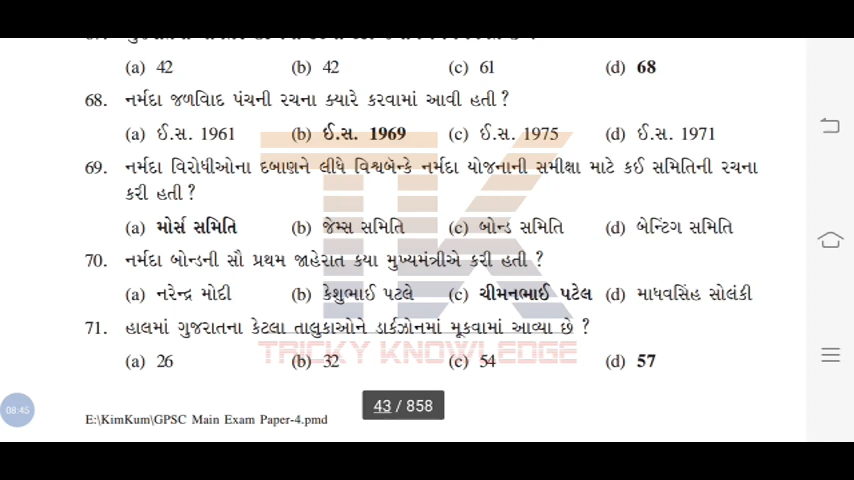 (a) 42 (b) 42 (c) 61 (d) 68
68. નર્મદા જળવિવાદ પંચની રચના ક્યારે કરવામાં આવી હતી ?
(a) ઈ.સ. 1961 (b) ઈ.સ. 1969 (c) ઈ.સ. 1975 (d) ઈ.સ. 1971
69. નર્મદા વિરોધીઓના દબાણને લીધે વિશ્વબૅન્કે નર્મદા યોજનાની સમીક્ષા માટે કઈ સમિતિની રચના
કરી હતી ?
(a) મોર્સ સમિતિ (b) જેમ્સ સમિતિ (c) બોન્ડ સમિતિ (d) બેન્ટિંગ સમિતિ
70. નર્મદા બોન્ડની સૌ પ્રથમ જાહેરાત કયા મુખ્યમંત્રીએ કરી હતી ?
(a) નરેન્દ્ર મોદી (b) કેશુભાઈ પટલે (c) ચીમનભાઈ પટેલ (d) માધવસિંહ સોલંકી
71. હાલમાં ગુજરાતના કેટલા તાલુકાઓને ડાર્કઝોનમાં મૂકવામાં આવ્યા છે ?
TRICKY KNOWLEDGE
(a) 26 (b) 32 (c) 54 (d) 57
08:45
43 / 858
E:\KimKum\GPSC Main Exam Paper-4.pmd